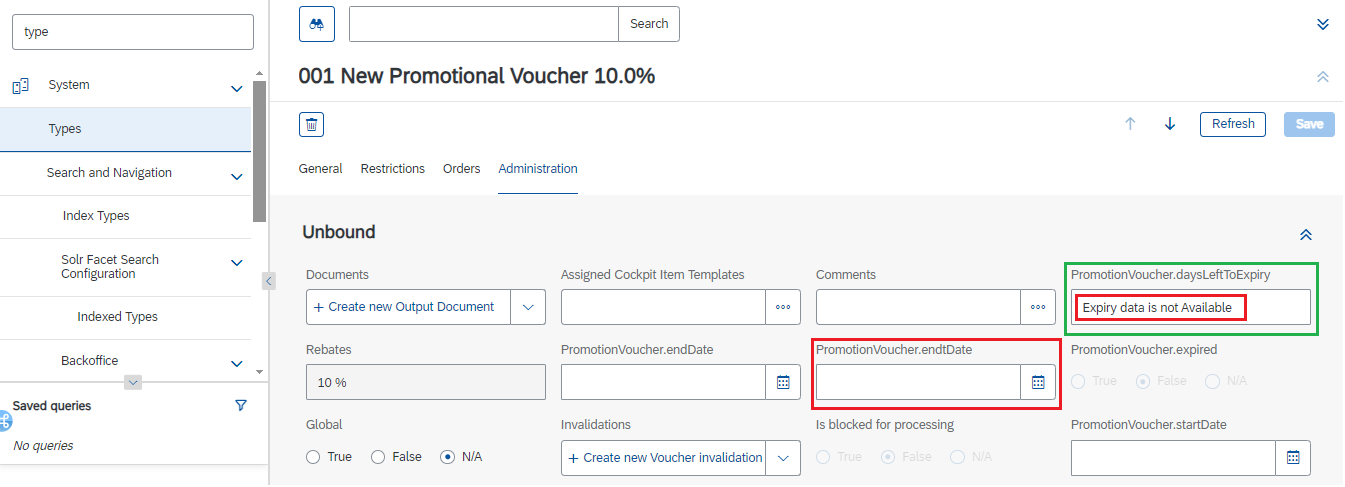 type
System
Types
Search and Navigation
Index Types
Solr Facet Search
Configuration
Indexed Types
Backoffice
Saved queries
No queries
Search
001 New Promotional Voucher 10.0%
Refresh
Save
General Restrictions Orders Administration
Unbound
Documents Assigned Cockpit Item Templates Comments PromotionVoucher.daysLeftToExpiry
+ Create new Output Document Expiry data is not Available
Rebates PromotionVoucher.endDate PromotionVoucher.endtDate PromotionVoucher.expired
10 % True False N/A
Global Invalidations Is blocked for processing PromotionVoucher.startDate
True False N/A + Create new Voucher invalidation True False N/A